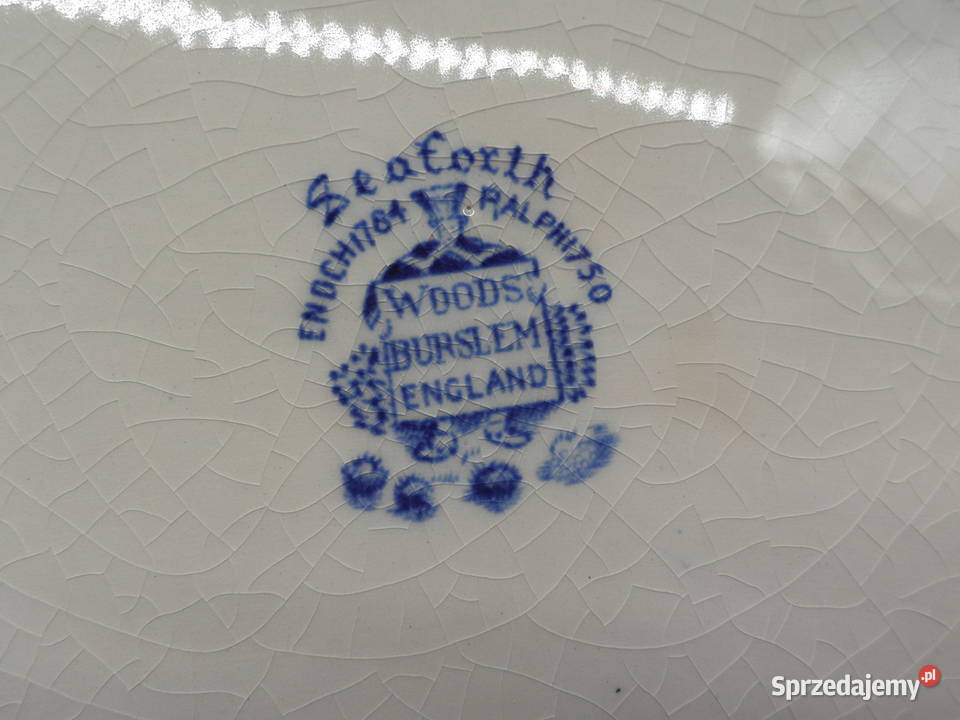 Seaforth
ENOCH 1784 RALPH 1750
WOODS
BURSLEM
ENGLAND
Sprzedajemy.pl